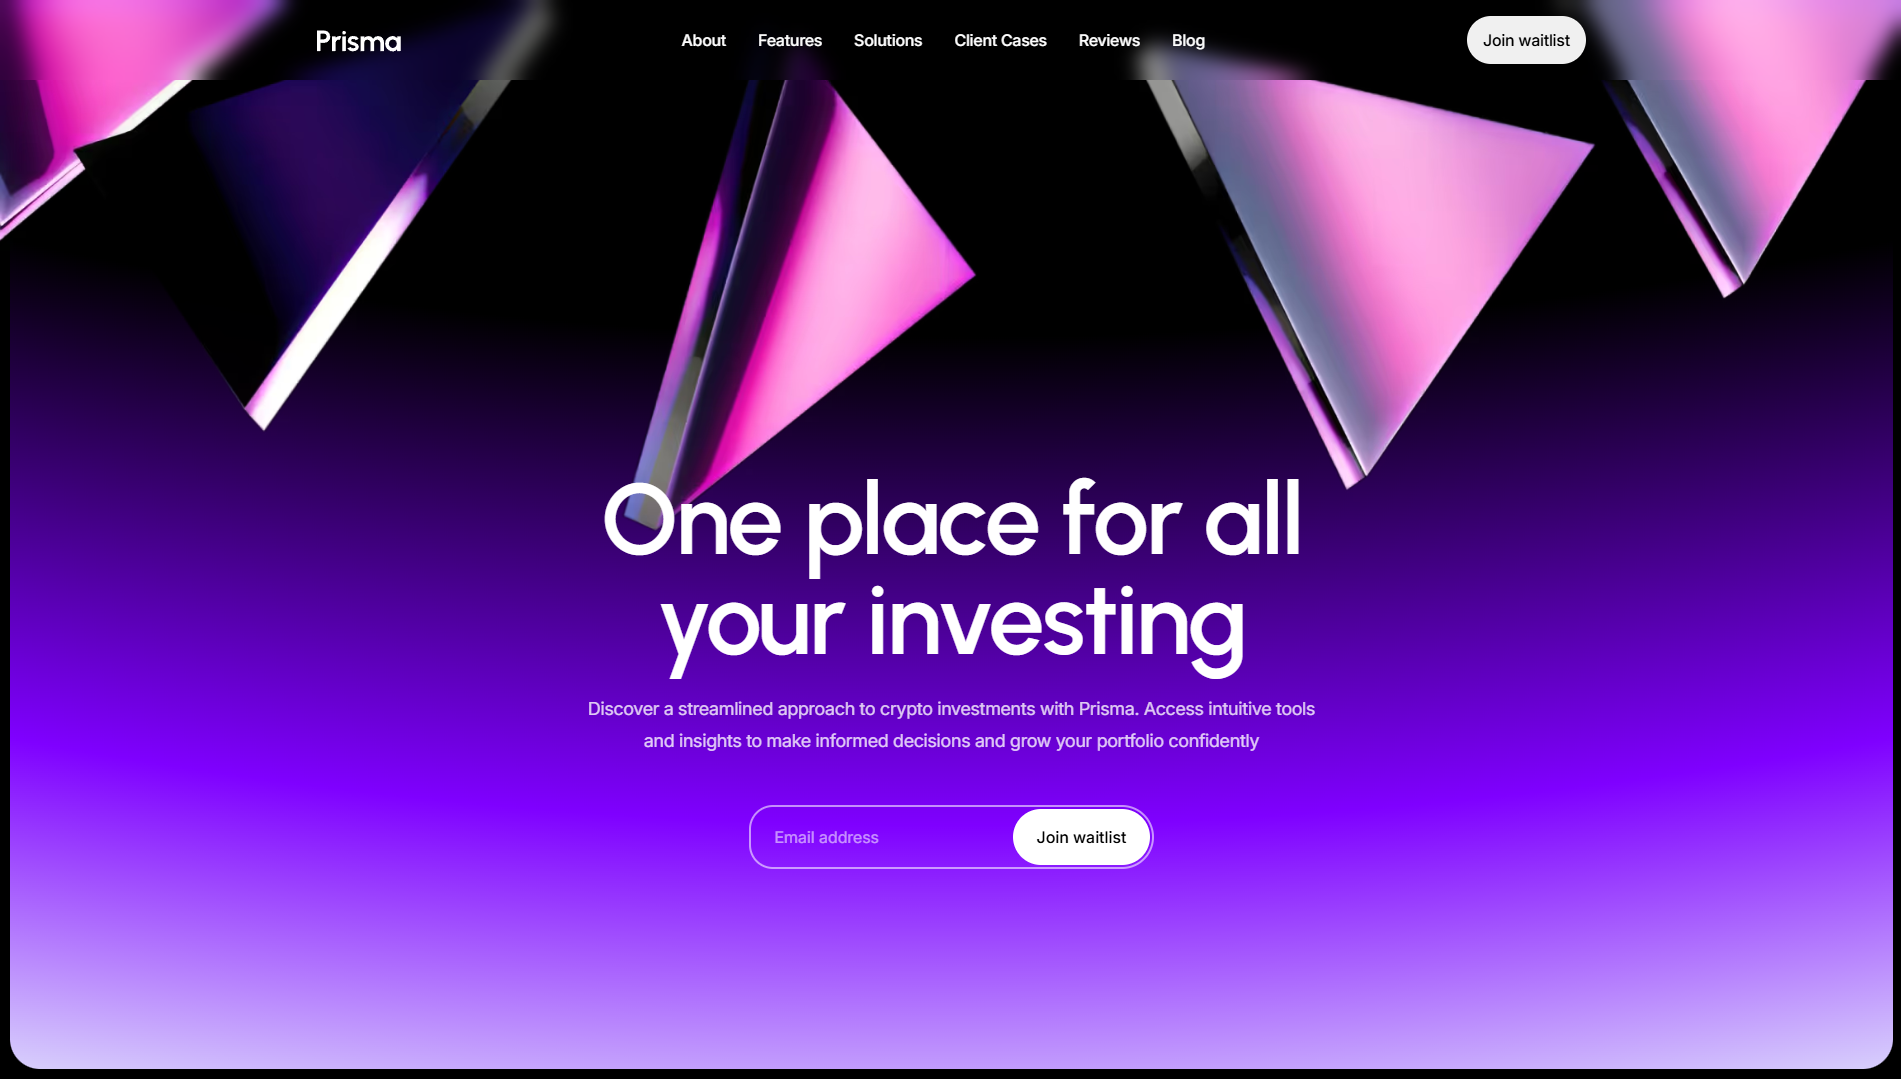 Prisma
About
Features
Solutions
Client Cases
Reviews
Blog
Join waitlist
One place for all
your investing
Discover a streamlined approach to crypto investments with Prisma. Access intuitive tools
and insights to make informed decisions and grow your portfolio confidently
Email address
Join waitlist